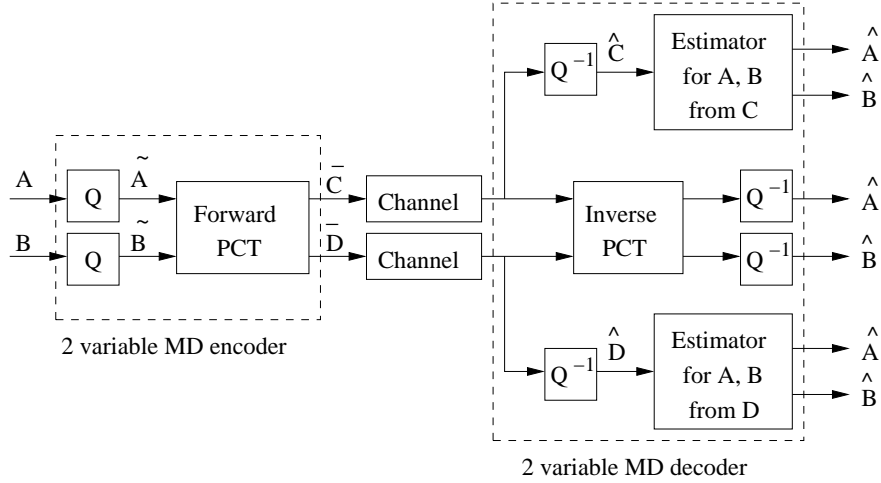 Q⁻¹
Ĉ
Estimator
for A, B
from C
Â
B̂
A
Q
Ã
B
Q
B̃
Forward
PCT
C̄
D̄
Channel
Channel
Inverse
PCT
Q⁻¹
Q⁻¹
Â
B̂
2 variable MD encoder
Q⁻¹
D̂
Estimator
for A, B
from D
Â
B̂
2 variable MD decoder